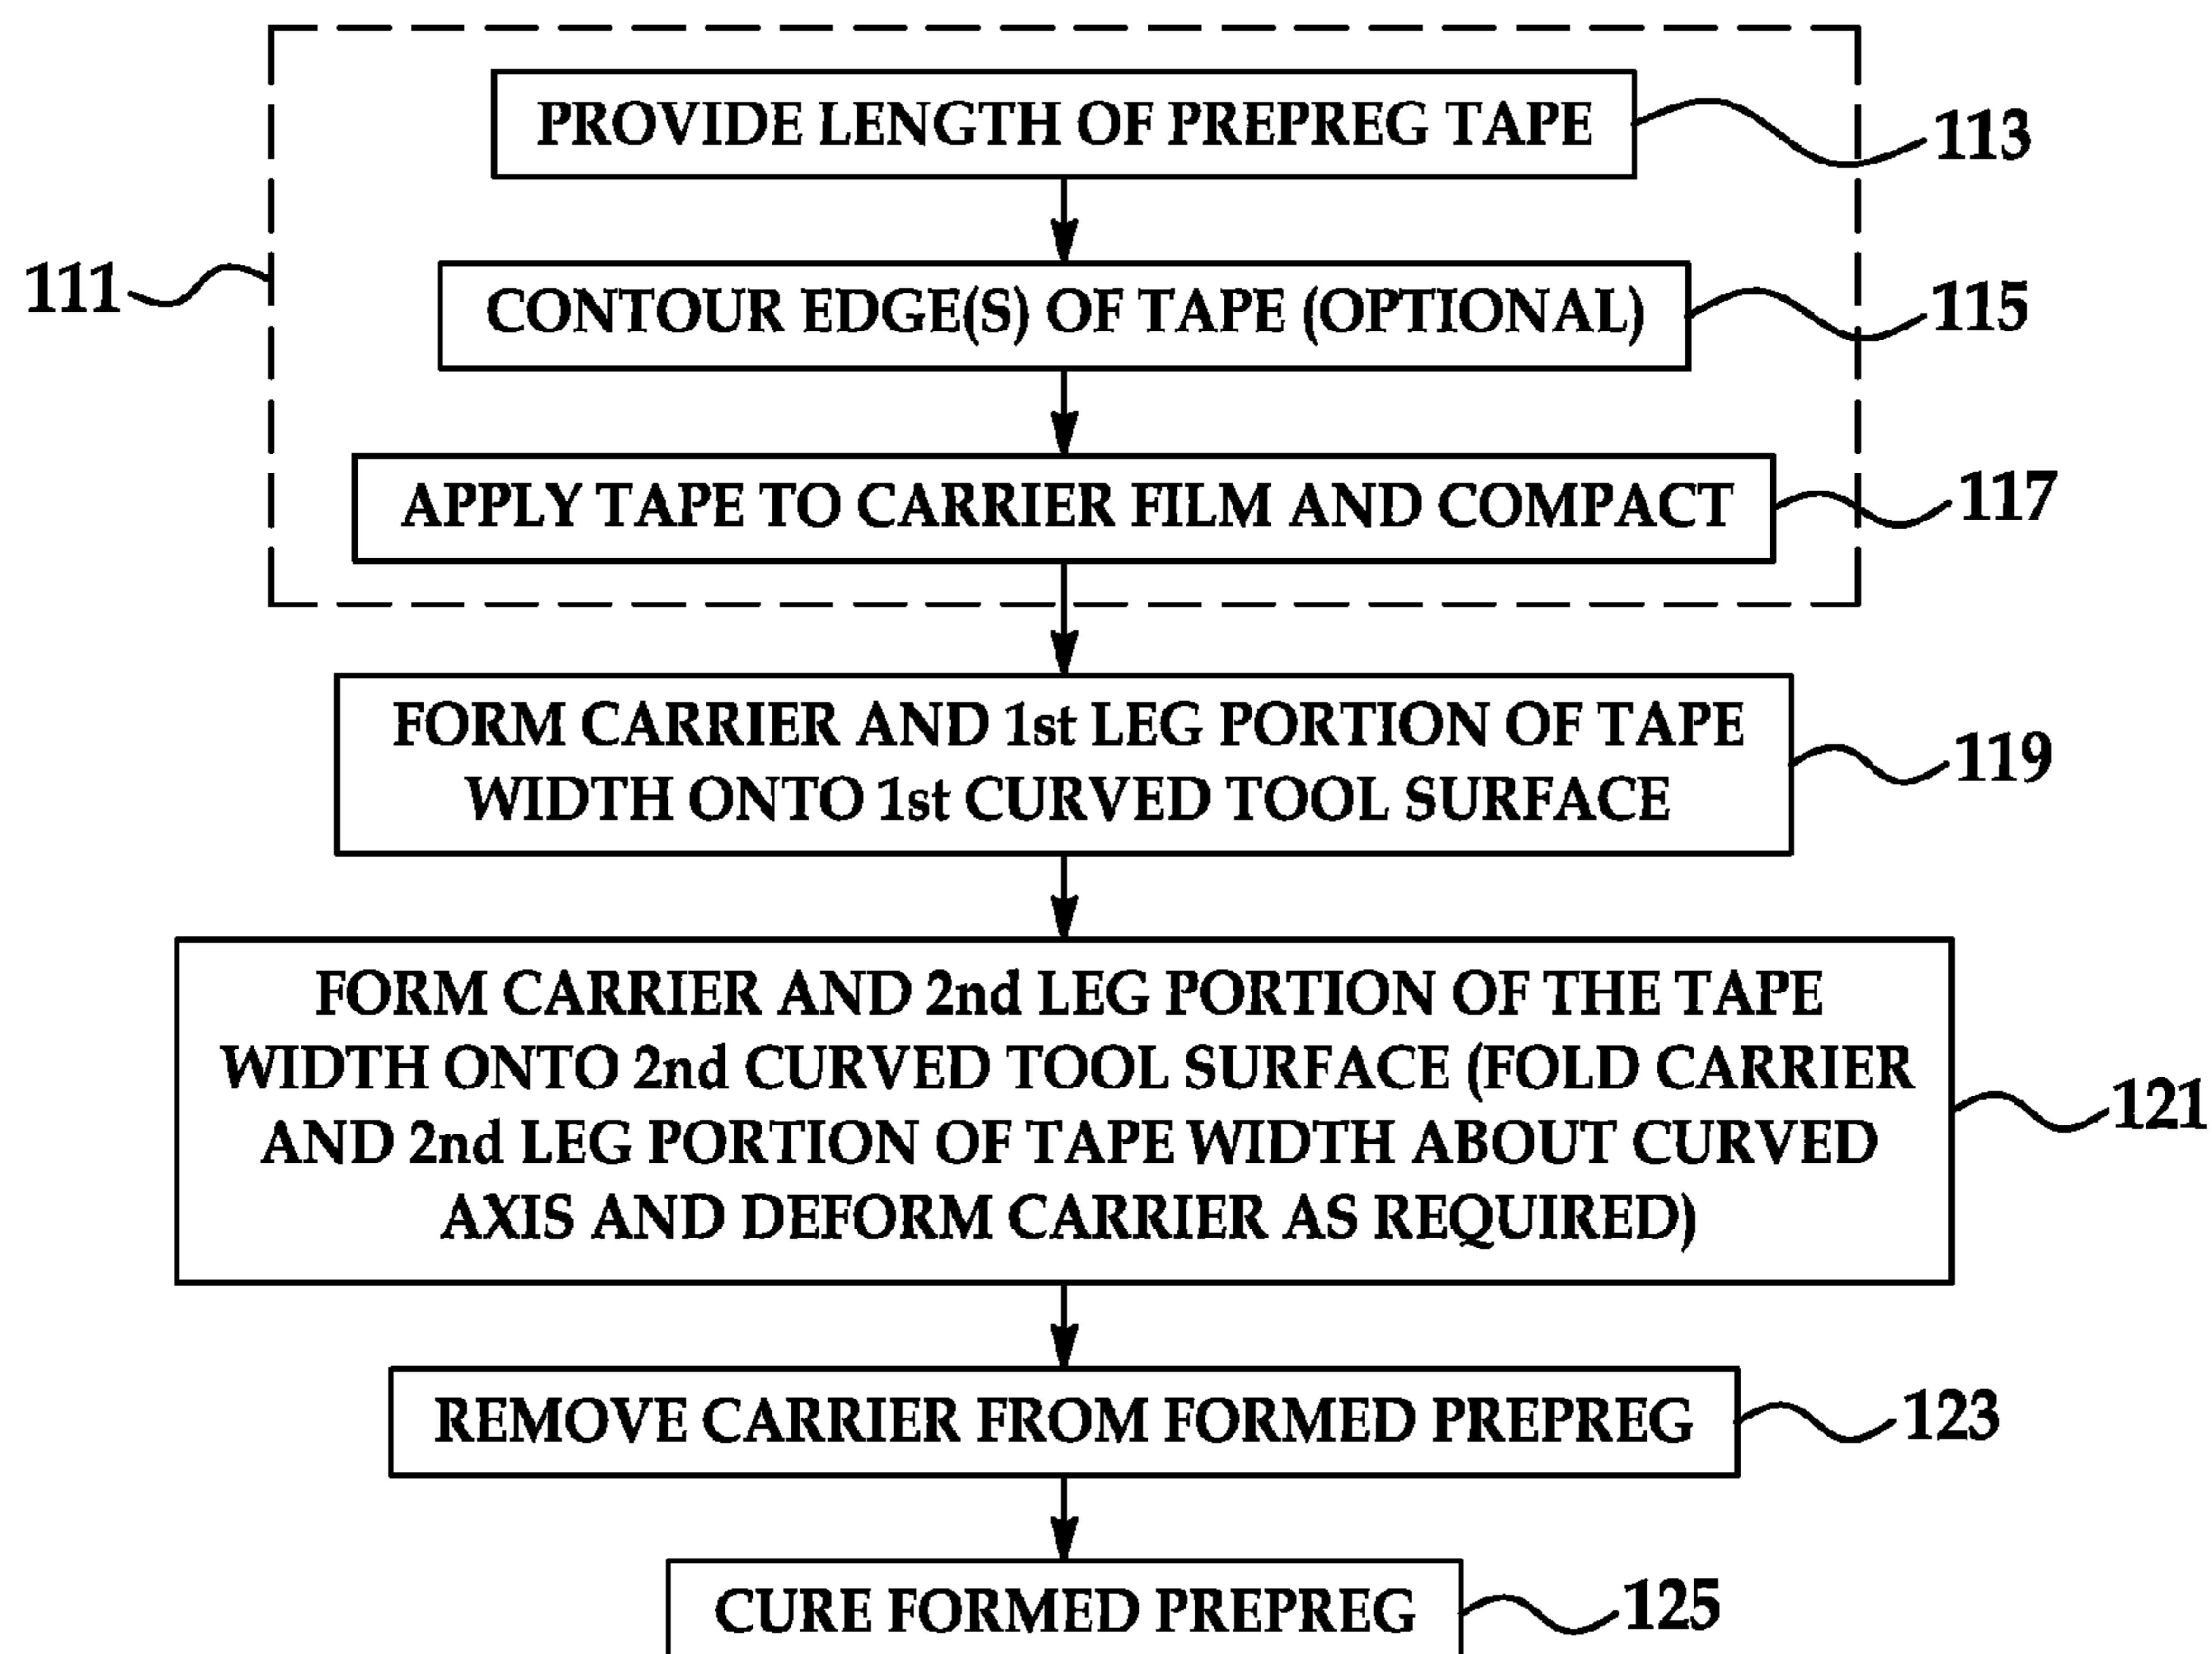 PROVIDE LENGTH OF PREPREG TAPE
113
111
CONTOUR EDGE(S) OF TAPE (OPTIONAL)
115
APPLY TAPE TO CARRIER FILM AND COMPACT
117
FORM CARRIER AND 1st LEG PORTION OF TAPE
WIDTH ONTO 1st CURVED TOOL SURFACE
119
FORM CARRIER AND 2nd LEG PORTION OF THE TAPE
WIDTH ONTO 2nd CURVED TOOL SURFACE (FOLD CARRIER
AND 2nd LEG PORTION OF TAPE WIDTH ABOUT CURVED
AXIS AND DEFORM CARRIER AS REQUIRED)
121
REMOVE CARRIER FROM FORMED PREPREG
123
CURE FORMED PREPREG
125